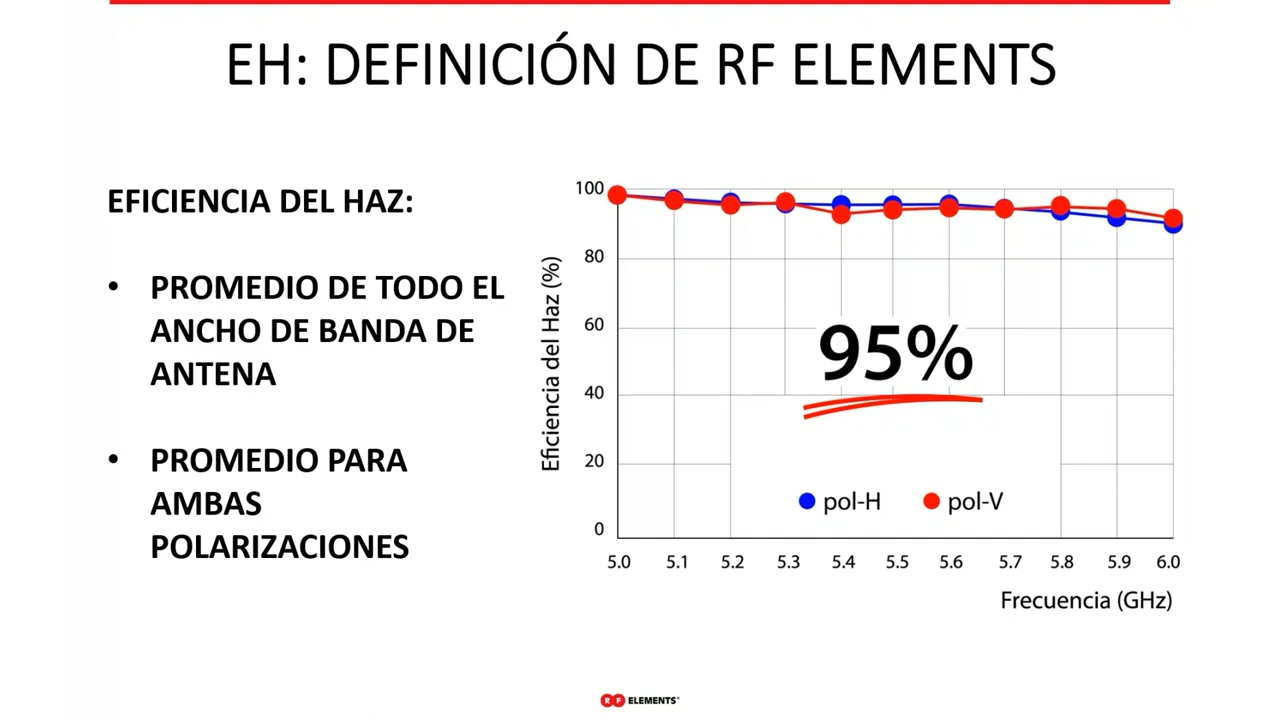 EH: DEFINICIÓN DE RF ELEMENTS
EFICIENCIA DEL HAZ:
• PROMEDIO DE TODO EL
ANCHO DE BANDA DE
ANTENA
• PROMEDIO PARA
AMBAS
POLARIZACIONES
Eficiencia del Haz (%)
100
80
60
40
20
0
95%
pol-H pol-V
5.0 5.1 5.2 5.3 5.4 5.5 5.6 5.7 5.8 5.9 6.0
Frecuencia (GHz)
RF ELEMENTS